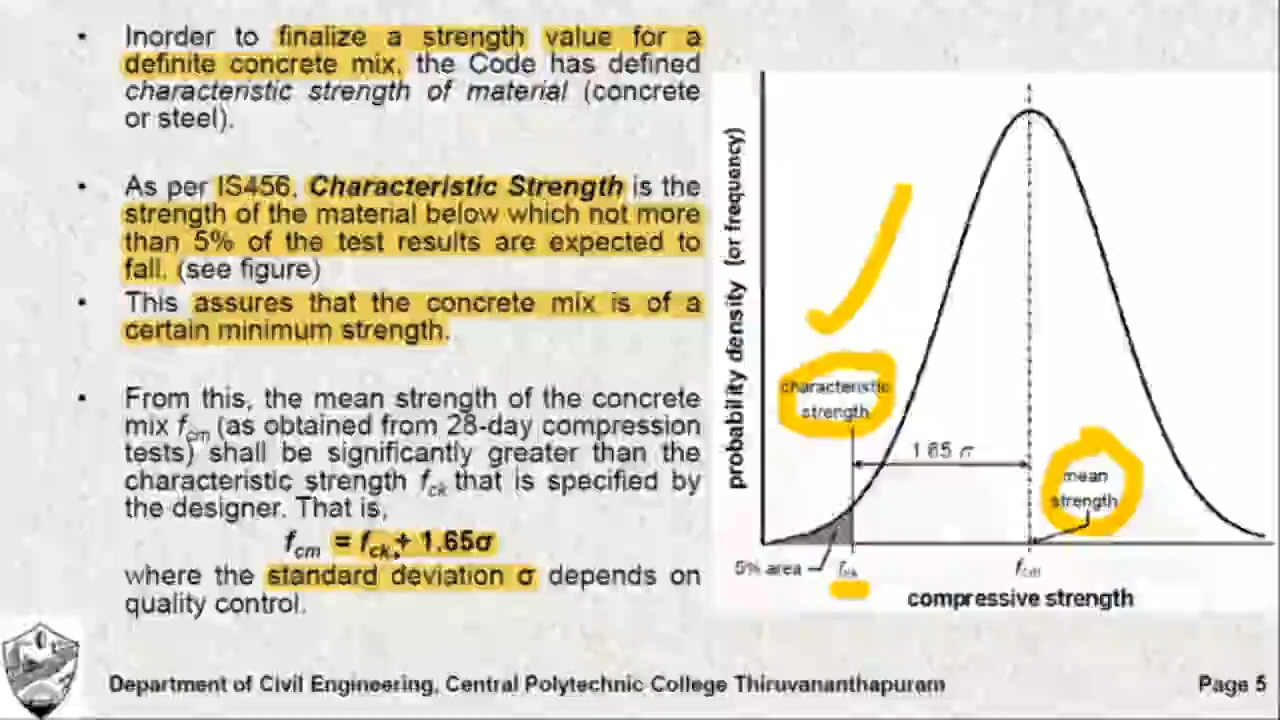 • Inorder to finalize a strength value for a
definite concrete mix, the Code has defined
characteristic strength of material (concrete
or steel).
• As per IS456, Characteristic Strength is the
strength of the material below which not more
than 5% of the test results are expected to
fall. (see figure)
• This assures that the concrete mix is of a
certain minimum strength.
• From this, the mean strength of the concrete
mix fcm (as obtained from 28-day compression
tests) shall be significantly greater than the
characteristic strength fck that is specified by
the designer. That is,
fcm = fck + 1.65σ
where the standard deviation σ depends on
quality control.
probability density (or frequency)
characteristic
strength
1.65 σ
mean
strength
5% area
fck
fcm
compressive strength
Department of Civil Engineering, Central Polytechnic College Thiruvananthapuram
Page 5